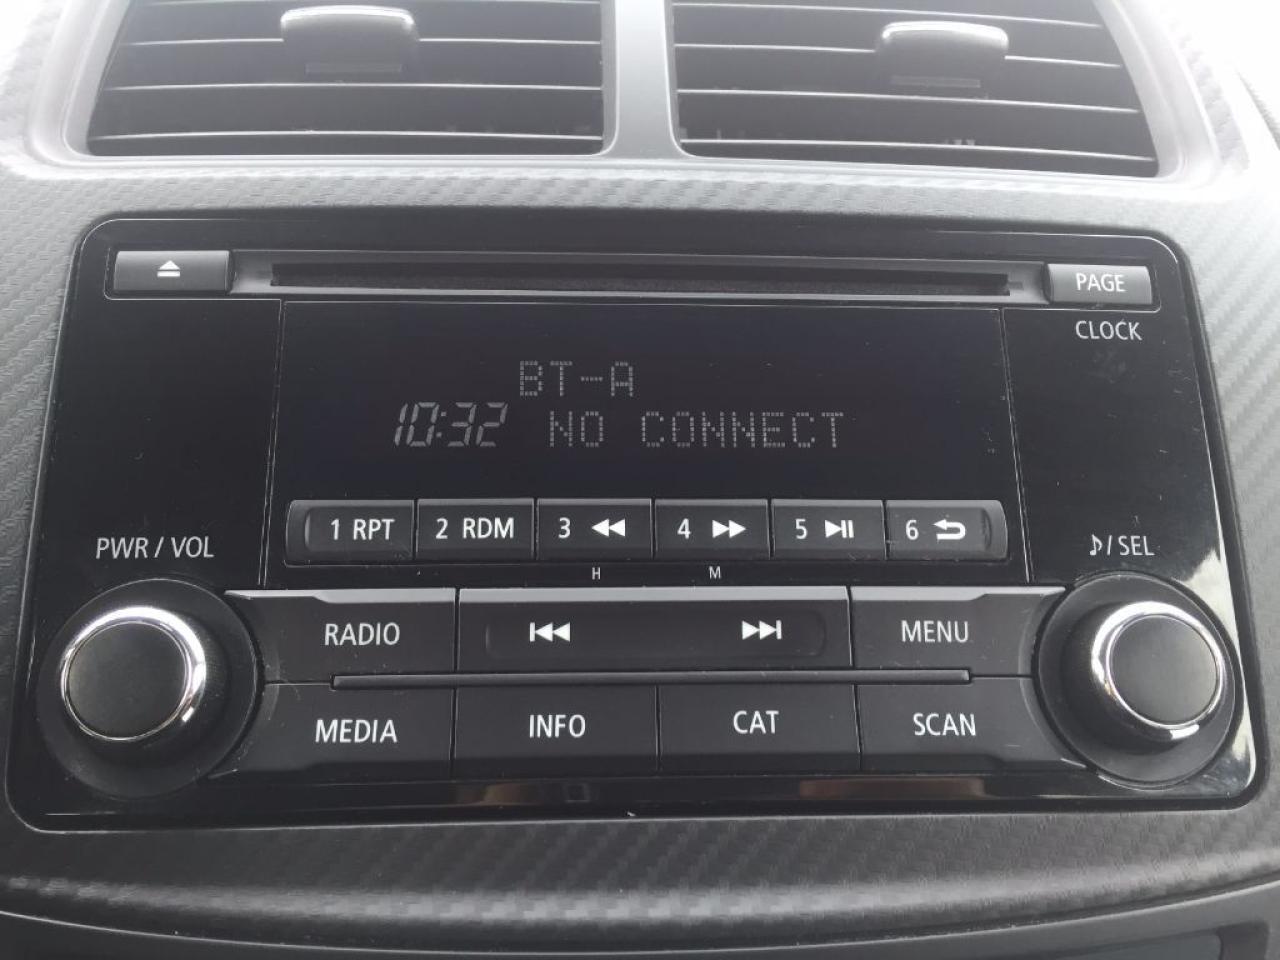 PAGE
CLOCK
BT-A
10:32 NO CONNECT
1 RPT 2 RDM 3 4 5 6
PWR / VOL
♪/SEL
H M
RADIO MENU
MEDIA INFO CAT SCAN